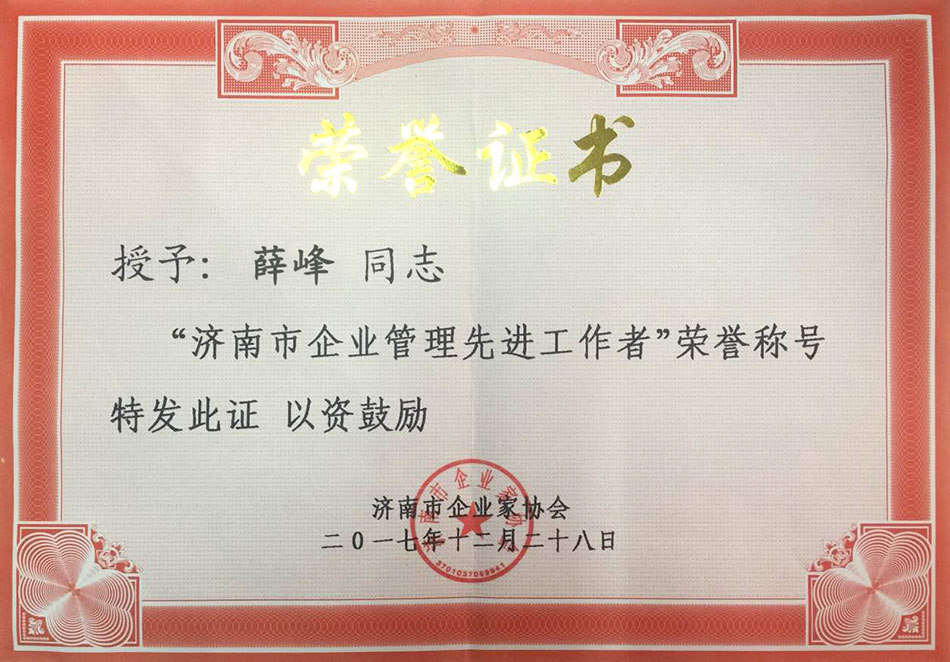 荣誉证书
授予： 薛峰 同志
“济南市企业管理先进工作者”荣誉称号
特发此证 以资鼓励
济南市企业家协会
二0一七年十二月二十八日